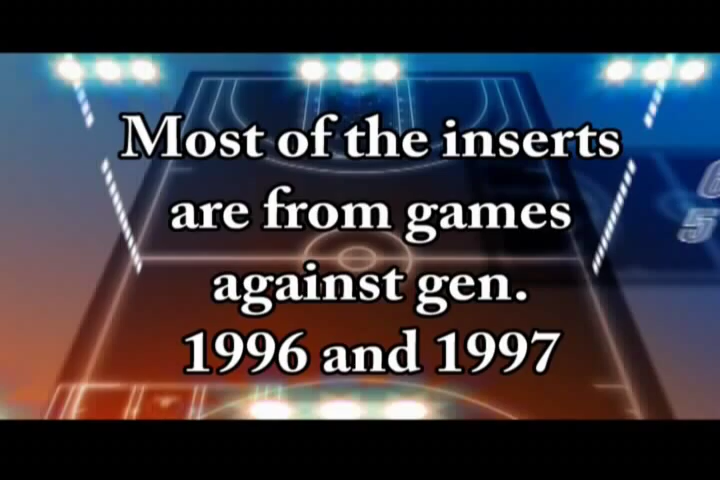 Most of the inserts
are from games
against gen.
1996 and 1997